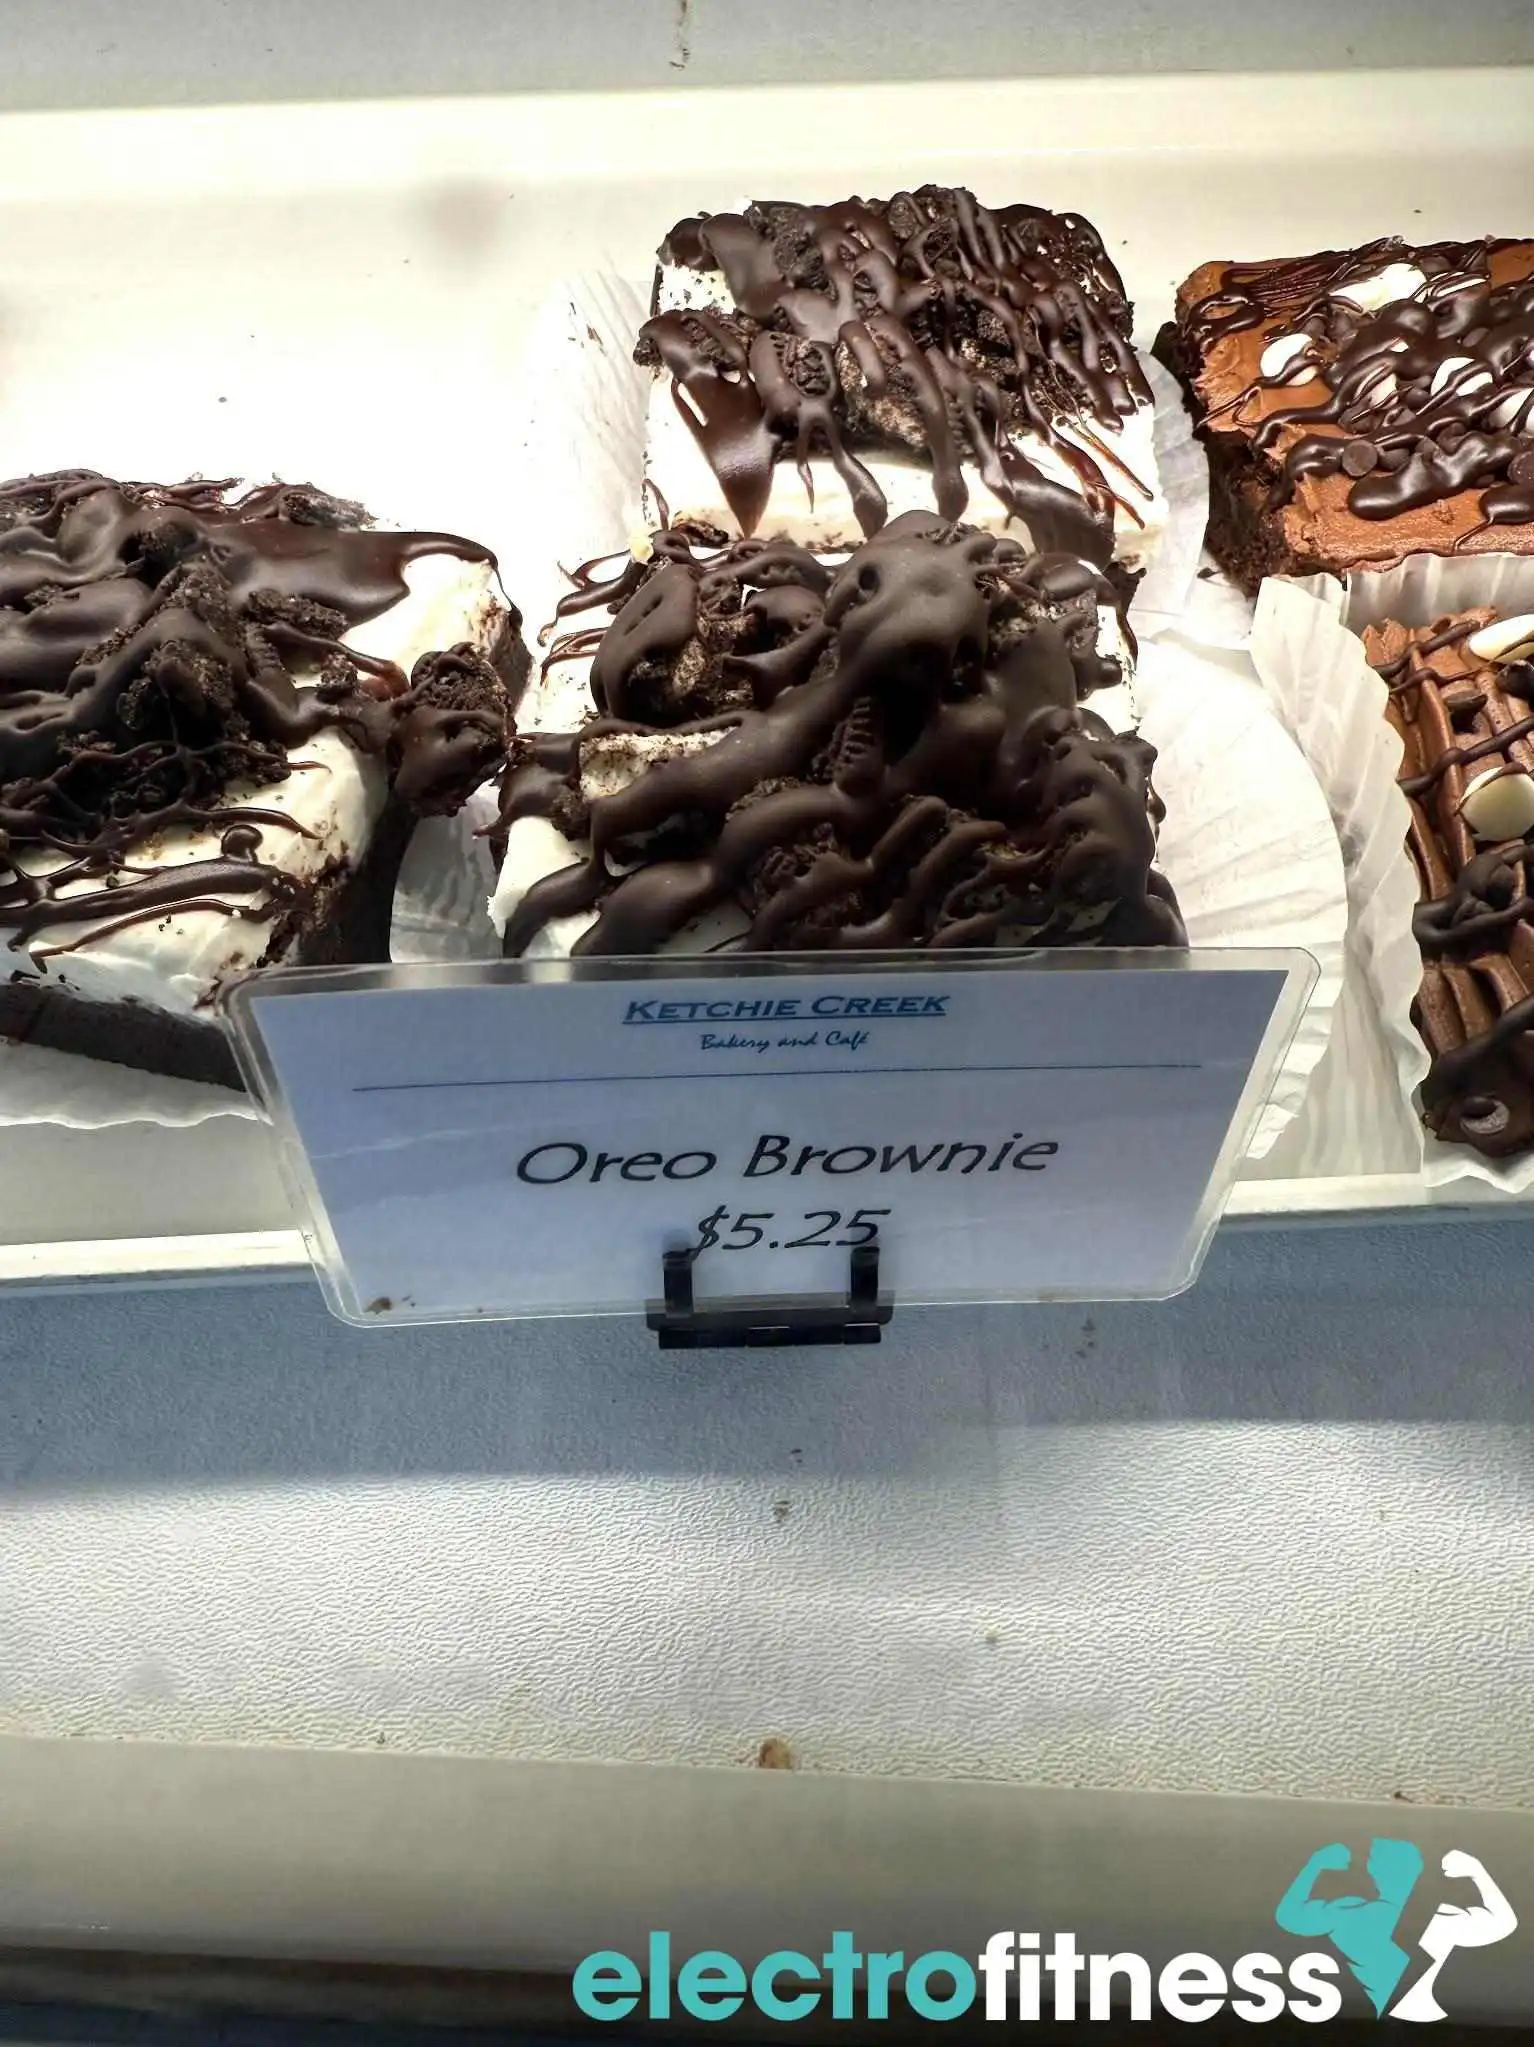 KETCHIE CREEK
Bakery and Café
Oreo Brownie
$5.25
electrofitness